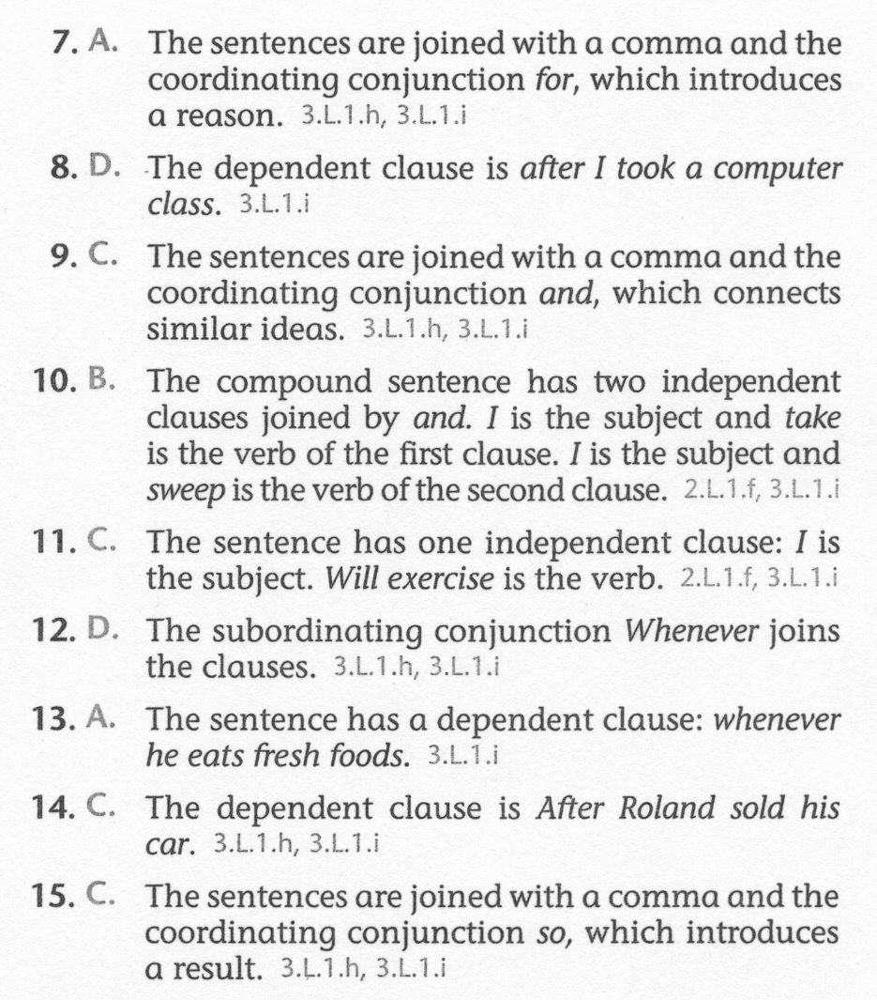 7. A. The sentences are joined with a comma and the
coordinating conjunction for, which introduces
a reason. 3.L.1.h, 3.L.1.i
8. D. The dependent clause is after I took a computer
class. 3.L.1.i
9. C. The sentences are joined with a comma and the
coordinating conjunction and, which connects
similar ideas. 3.L.1.h, 3.L.1.i
10. B. The compound sentence has two independent
clauses joined by and. I is the subject and take
is the verb of the first clause. I is the subject and
sweep is the verb of the second clause. 2.L.1.f, 3.L.1.i
11. C. The sentence has one independent clause: I is
the subject. Will exercise is the verb. 2.L.1.f, 3.L.1.i
12. D. The subordinating conjunction Whenever joins
the clauses. 3.L.1.h, 3.L.1.i
13. A. The sentence has a dependent clause: whenever
he eats fresh foods. 3.L.1.i
14. C. The dependent clause is After Roland sold his
car. 3.L.1.h, 3.L.1.i
15. C. The sentences are joined with a comma and the
coordinating conjunction so, which introduces
a result. 3.L.1.h, 3.L.1.i